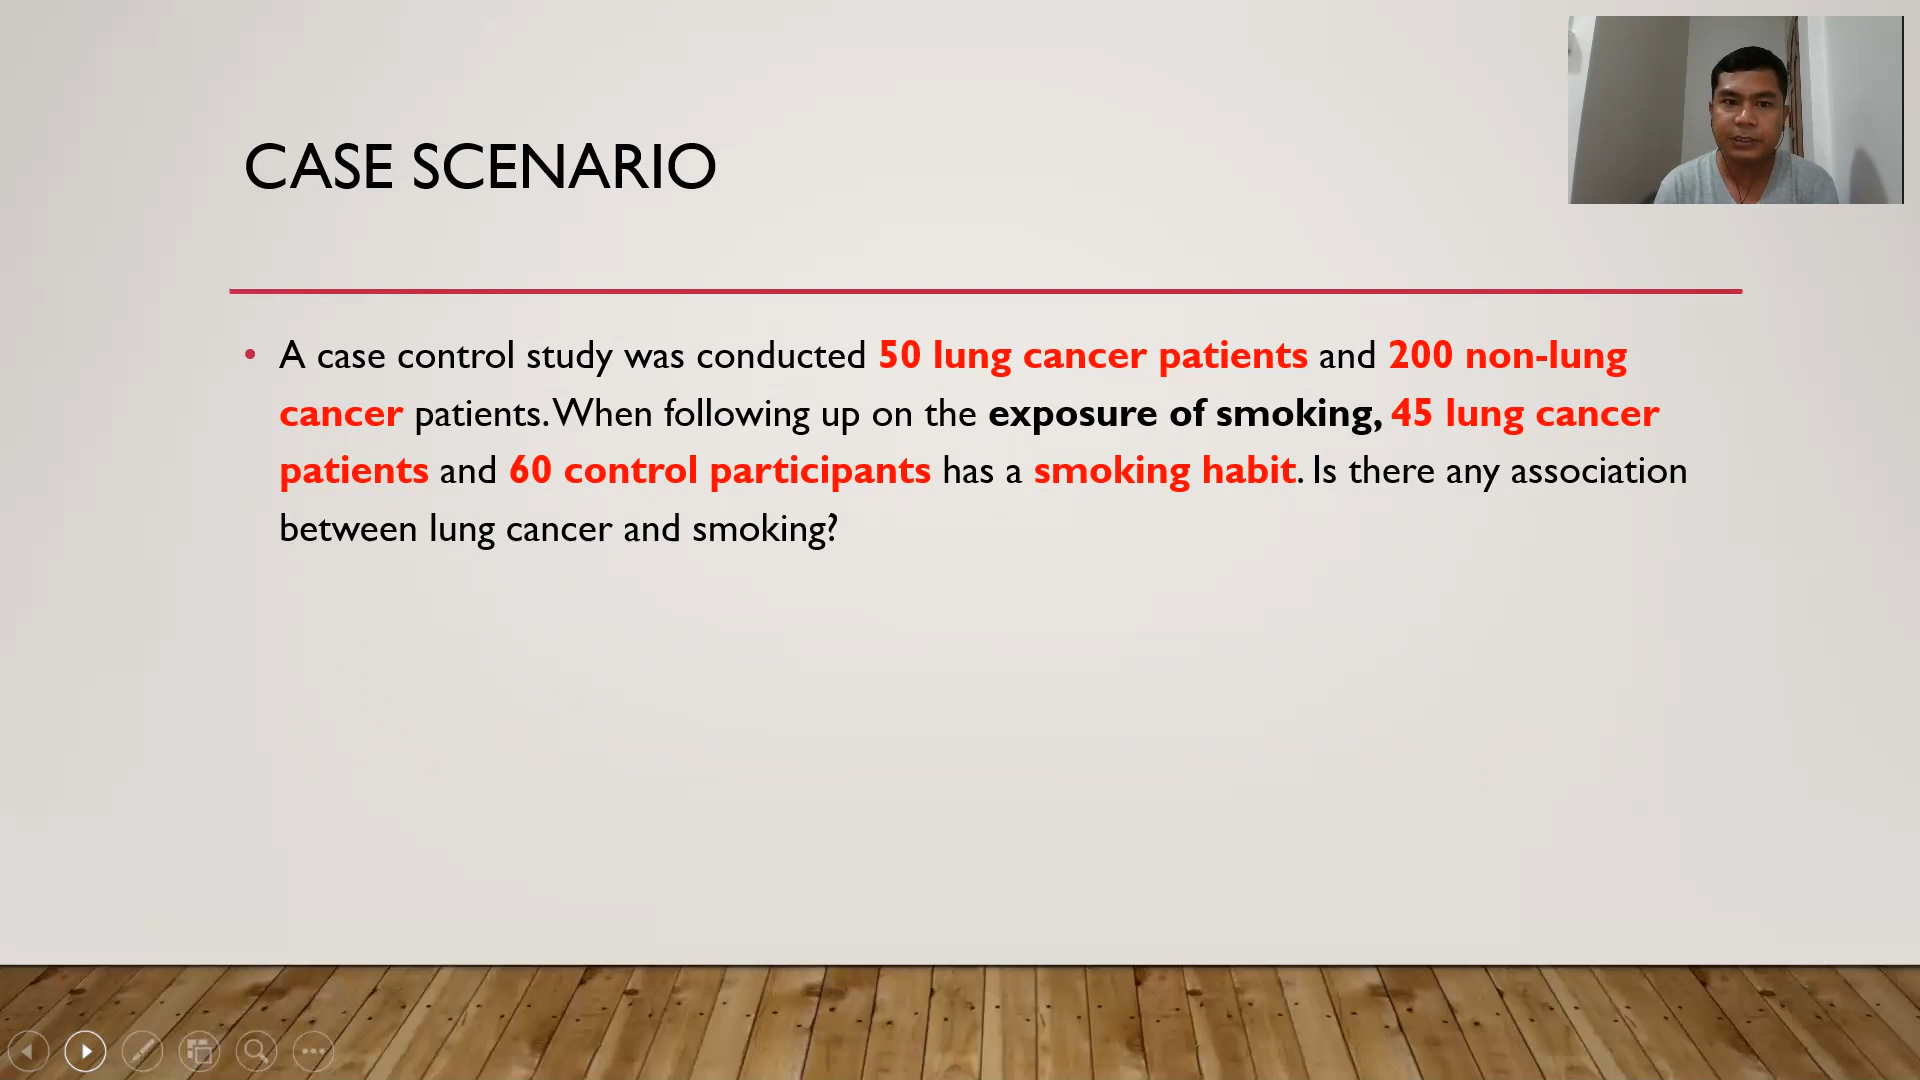 CASE SCENARIO
• A case control study was conducted 50 lung cancer patients and 200 non-lung
cancer patients. When following up on the exposure of smoking, 45 lung cancer
patients and 60 control participants has a smoking habit. Is there any association
between lung cancer and smoking?